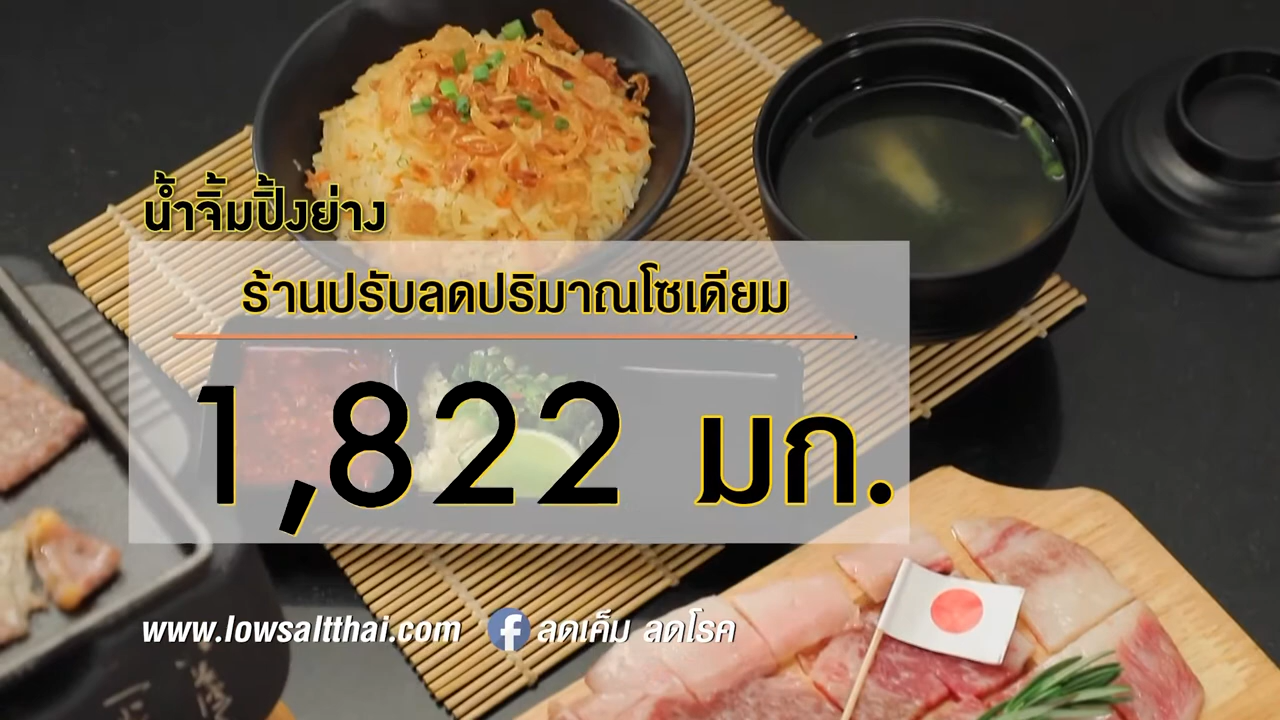 น้ำจิ้มปิ้งย่าง
ร้านปรับลดปริมาณโซเดียม
1,822 มก.
www.lowsaltthai.com f ลดเค็ม ลดโรค